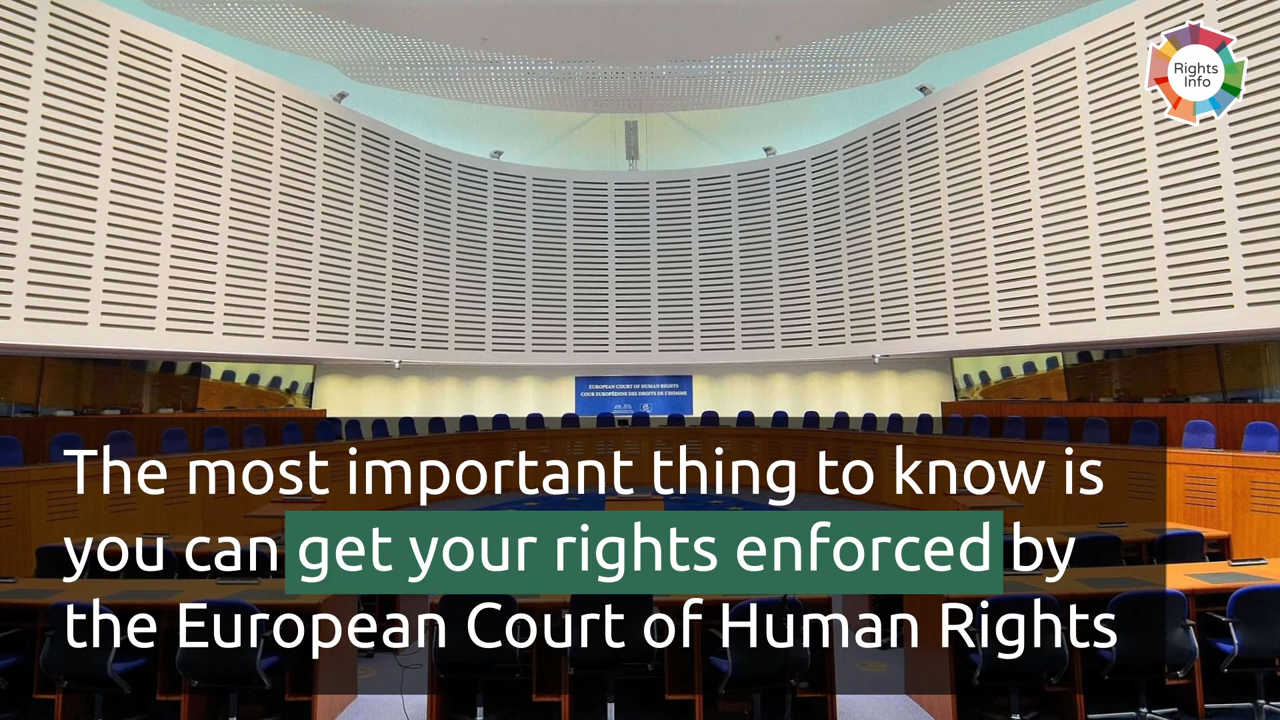 Rights
Info
EUROPEAN COURT OF HUMAN RIGHTS
COUR EUROPÉENNE DES DROITS DE L'HOMME
The most important thing to know is
you can get your rights enforced by
the European Court of Human Rights